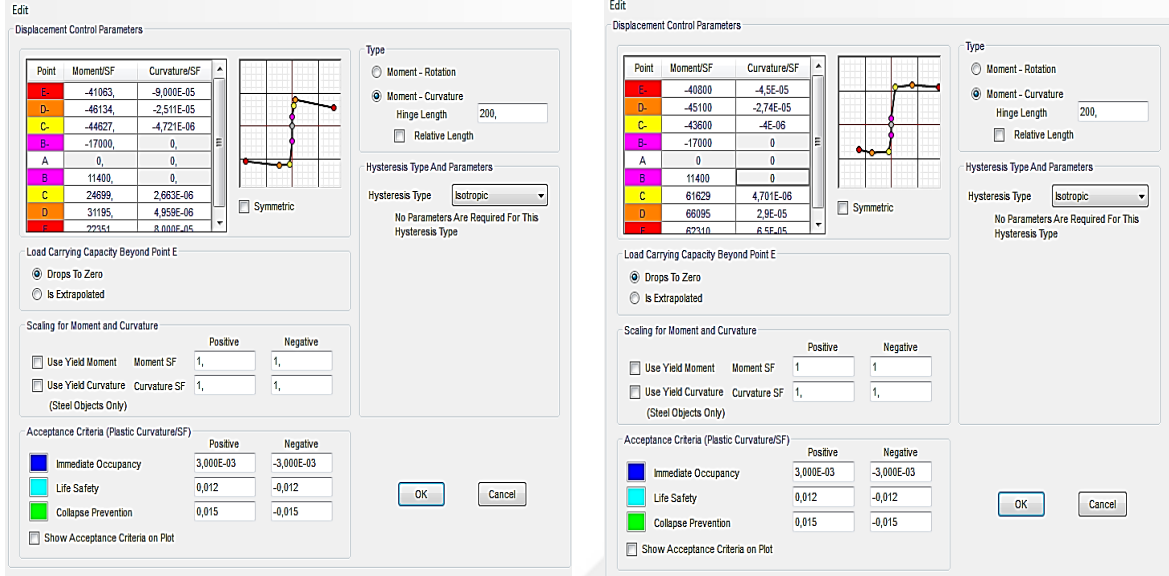 Edit
Displacement Control Parameters
Point Moment/SF Curvature/SF
E- -41063, -9,000E-05
D- -46134, -2,511E-05
C- -44627, -4,721E-06
B- -17000, 0,
A 0, 0,
B 11400, 0,
C 24699, 2,663E-06
D 31195, 4,959E-06
E 22351 8,000E-05
Symmetric
Load Carrying Capacity Beyond Point E
Drops To Zero
Is Extrapolated
Scaling for Moment and Curvature
Positive Negative
Use Yield Moment Moment SF 1, 1,
Use Yield Curvature Curvature SF 1, 1,
(Steel Objects Only)
Acceptance Criteria (Plastic Curvature/SF)
Positive Negative
Immediate Occupancy 3,000E-03 -3,000E-03
Life Safety 0,012 -0,012
Collapse Prevention 0,015 -0,015
Show Acceptance Criteria on Plot
Type
Moment - Rotation
Moment - Curvature
Hinge Length 200,
Relative Length
Hysteresis Type And Parameters
Hysteresis Type Isotropic
No Parameters Are Required For This
Hysteresis Type
OK Cancel
Edit
Displacement Control Parameters
Point Moment/SF Curvature/SF
E- -40800 -4,5E-05
D- -45100 -2,74E-05
C- -43600 -4E-06
B- -17000 0
A 0 0
B 11400 0
C 61629 4,701E-06
D 66095 2,9E-05
E 62310 6,5E-05
Symmetric
Load Carrying Capacity Beyond Point E
Drops To Zero
Is Extrapolated
Scaling for Moment and Curvature
Positive Negative
Use Yield Moment Moment SF 1 1
Use Yield Curvature Curvature SF 1, 1,
(Steel Objects Only)
Acceptance Criteria (Plastic Curvature/SF)
Positive Negative
Immediate Occupancy 3,000E-03 -3,000E-03
Life Safety 0,012 -0,012
Collapse Prevention 0,015 -0,015
Show Acceptance Criteria on Plot
Type
Moment - Rotation
Moment - Curvature
Hinge Length 200,
Relative Length
Hysteresis Type And Parameters
Hysteresis Type Isotropic
No Parameters Are Required For This
Hysteresis Type
OK Cancel